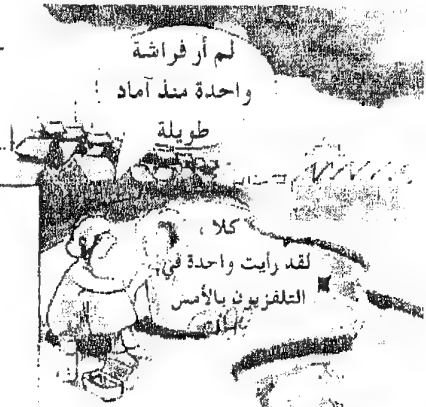 لم أر فراشة
واحدة منذ آماد
طويلة
كلا ،
لقد رأيت واحدة في
التلفزيون بالأمس